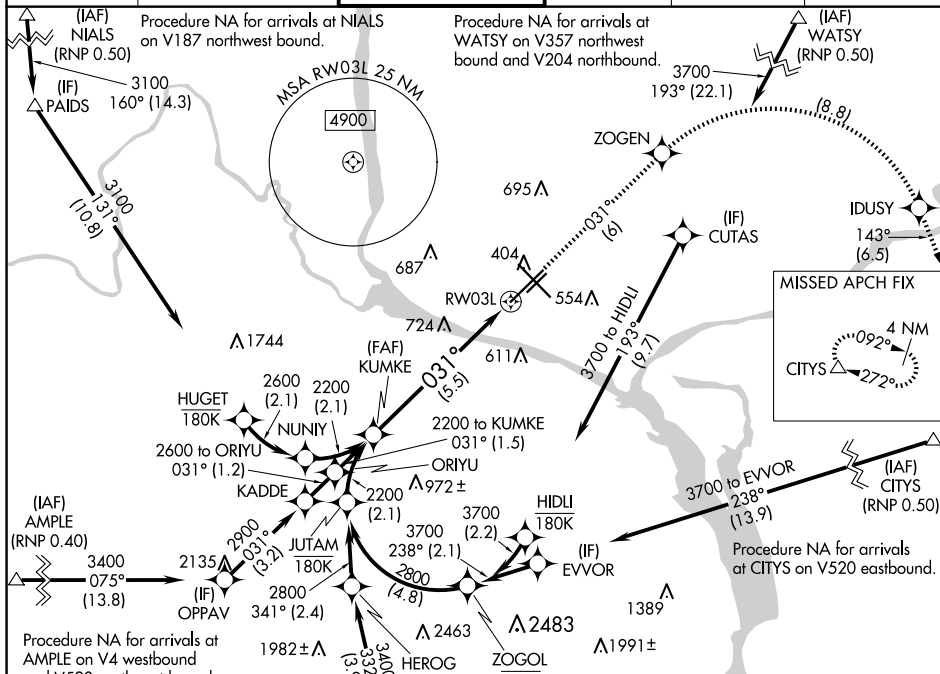 (IAF)
NIALS
(RNP 0.50)
Procedure NA for arrivals at NIALS
on V187 northwest bound.
Procedure NA for arrivals at
WATSY on V357 northwest
bound and V204 northbound.
(IAF)
WATSY
(RNP 0.50)
3100
160° (14.3)
(IF)
PAIDS
MSA RW03L 25 NM
4900
3700
193° (22.1)
(8.8)
ZOGEN
3100
131°
(10.8)
695
031°
(6)
(IF)
CUTAS
IDUSY
143°
(6.5)
687
404
RW03L
554
MISSED APCH FIX
4 NM
092°
CITYS
272°
724
611
3700 to HIDLI
193°
(9.7)
1744
(FAF)
KUMKE
031°
(5.5)
HUGET
180K
2600
(2.1)
2200
(2.1)
NUNIY
2600 to ORIYU
031° (1.2)
2200 to KUMKE
031° (1.5)
ORIYU
KADDE
972±
2200
(2.1)
HIDLI
180K
3700
(2.2)
3700 to EVVOR
238°
(13.9)
(IAF)
CITYS
(RNP 0.50)
(IAF)
AMPLE
(RNP 0.40)
3400
075°
(13.8)
2900
031°
(3.2)
JUTAM
180K
3700
238° (2.1)
2135
(IF)
OPPAV
2800
341° (2.4)
2800
(4.8)
(IF)
EVVOR
Procedure NA for arrivals
at CITYS on V520 eastbound.
1389
Procedure NA for arrivals at
AMPLE on V4 westbound
1982±
3400
332
HEROG
2463
ZOGOL
2483
1991±